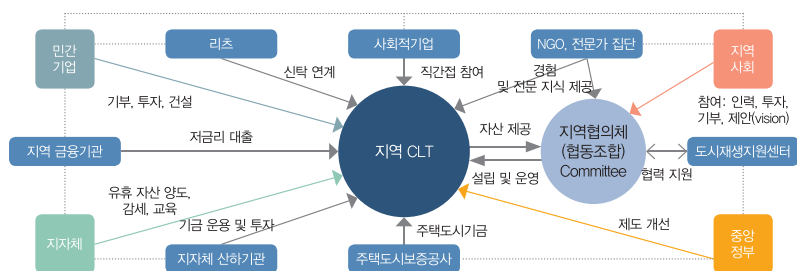 민간
기업
리츠
사회적기업
NGO, 전문가 집단
지역
사회
신탁 연계
직간접 참여
경험
및 전문 지식 제공
기부, 투자, 건설
참여: 인력, 투자,
기부, 제안(vision)
지역 금융기관
저금리 대출
지역 CLT
자산 제공
설립 및 운영
지역협의체
(협동조합)
Committee
협력 지원
도시재생지원센터
유휴 자산 양도,
감세, 교육
기금 운용 및 투자
주택도시기금
제도 개선
지자체
지자체 산하기관
주택도시보증공사
중앙
정부